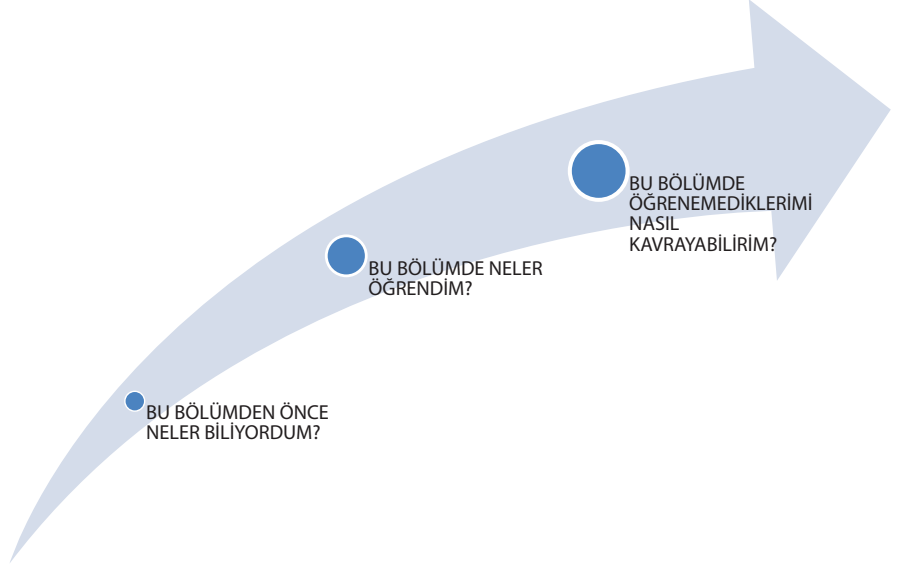 BU BÖLÜMDE
ÖĞRENEMEDİKLERİMİ
NASIL
KAVRAYABİLİRİM?
BU BÖLÜMDE NELER
ÖĞRENDİM?
BU BÖLÜMDEN ÖNCE
NELER BİLİYORDUM?